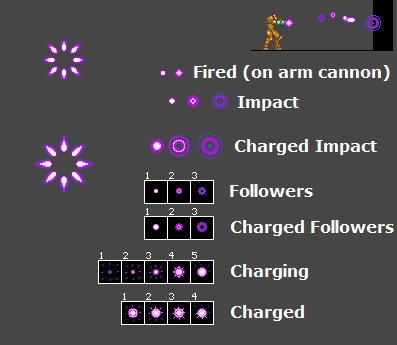 Fired (on arm cannon)
Impact
Charged Impact
1 2 3
Followers
1 2 3
Charged Followers
1 2 3 4 5
Charging
1 2 3 4
Charged